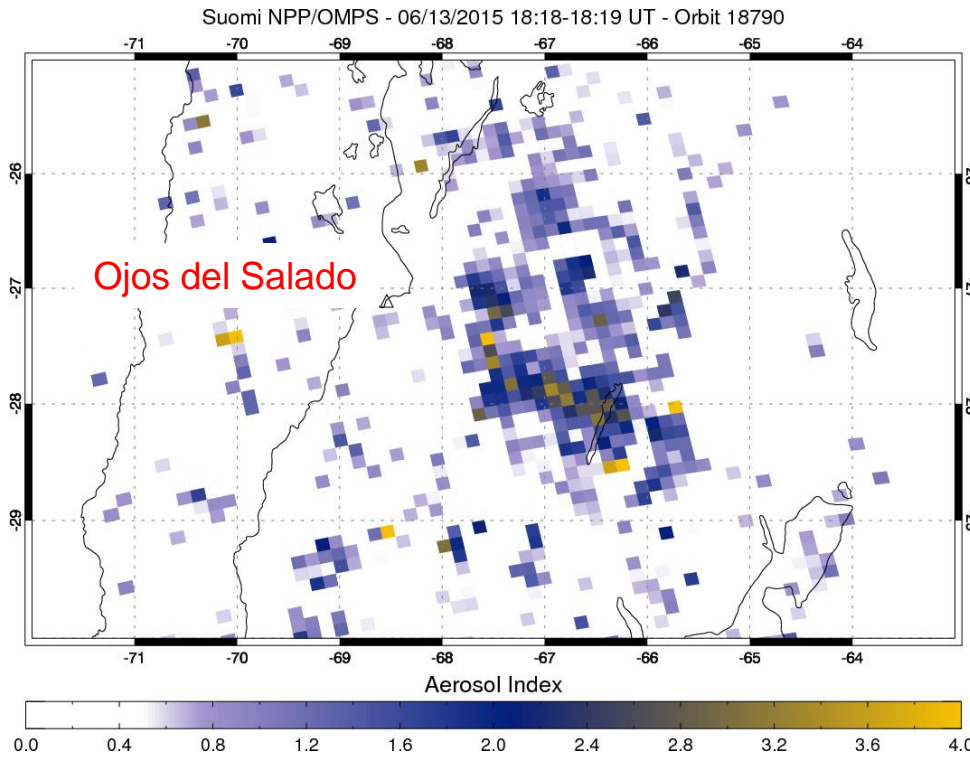 Suomi NPP/OMPS - 06/13/2015 18:18-18:19 UT - Orbit 18790
-71 -70 -69 -68 -67 -66 -65 -64
-26
-27
Ojos del Salado
-28
-29
-71 -70 -69 -68 -67 -66 -65 -64
Aerosol Index
0.0 0.4 0.8 1.2 1.6 2.0 2.4 2.8 3.2 3.6 4.0